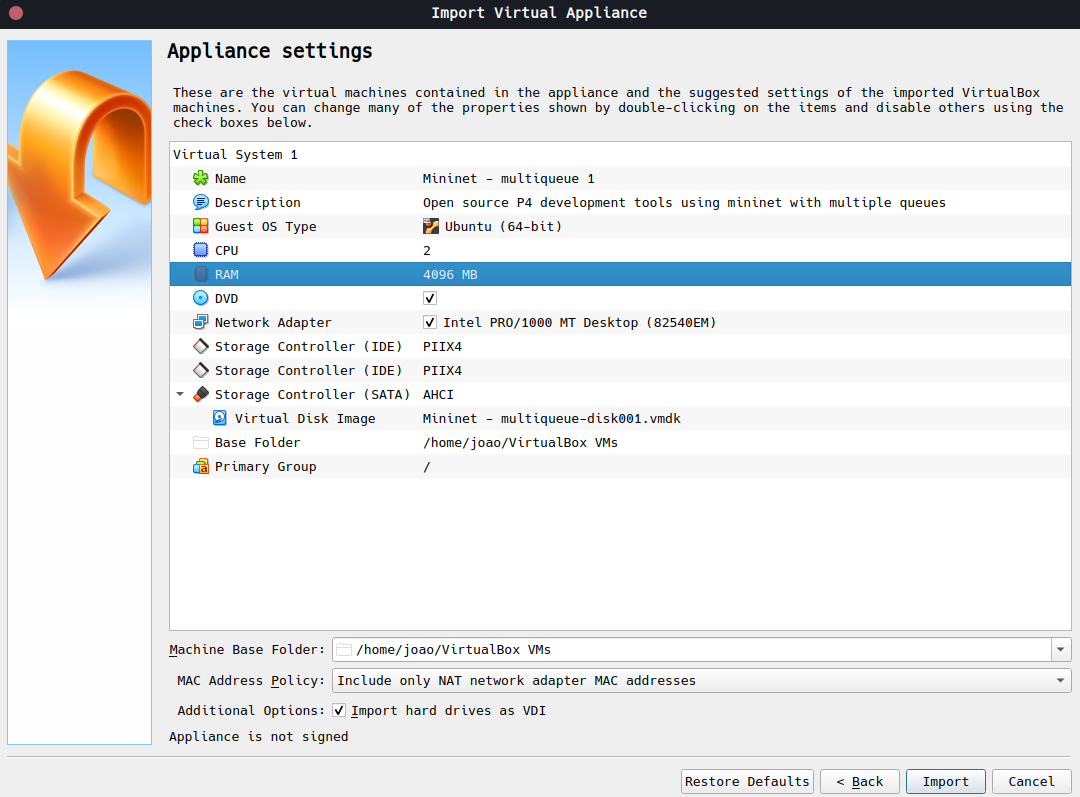 Import Virtual Appliance
Appliance settings
These are the virtual machines contained in the appliance and the suggested settings of the imported VirtualBox
machines. You can change many of the properties shown by double-clicking on the items and disable others using the
check boxes below.
Virtual System 1
Name Mininet - multiqueue 1
Description Open source P4 development tools using mininet with multiple queues
Guest OS Type Ubuntu (64-bit)
CPU 2
RAM 4096 MB
DVD
Network Adapter Intel PRO/1000 MT Desktop (82540EM)
Storage Controller (IDE) PIIX4
Storage Controller (IDE) PIIX4
Storage Controller (SATA) AHCI
Virtual Disk Image Mininet - multiqueue-disk001.vmdk
Base Folder /home/joao/VirtualBox VMs
Primary Group /
Machine Base Folder: /home/joao/VirtualBox VMs
MAC Address Policy: Include only NAT network adapter MAC addresses
Additional Options: Import hard drives as VDI
Appliance is not signed
Restore Defaults < Back Import Cancel